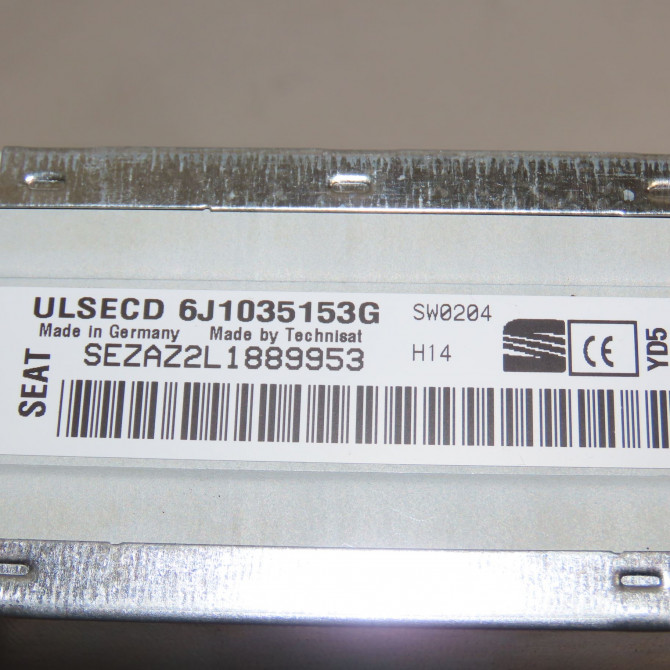 ULSECD 6J1035153G SW0204
Made in Germany Made by Technisat
SEZAZ2L1889953 H14
SEAT
CE
YD5